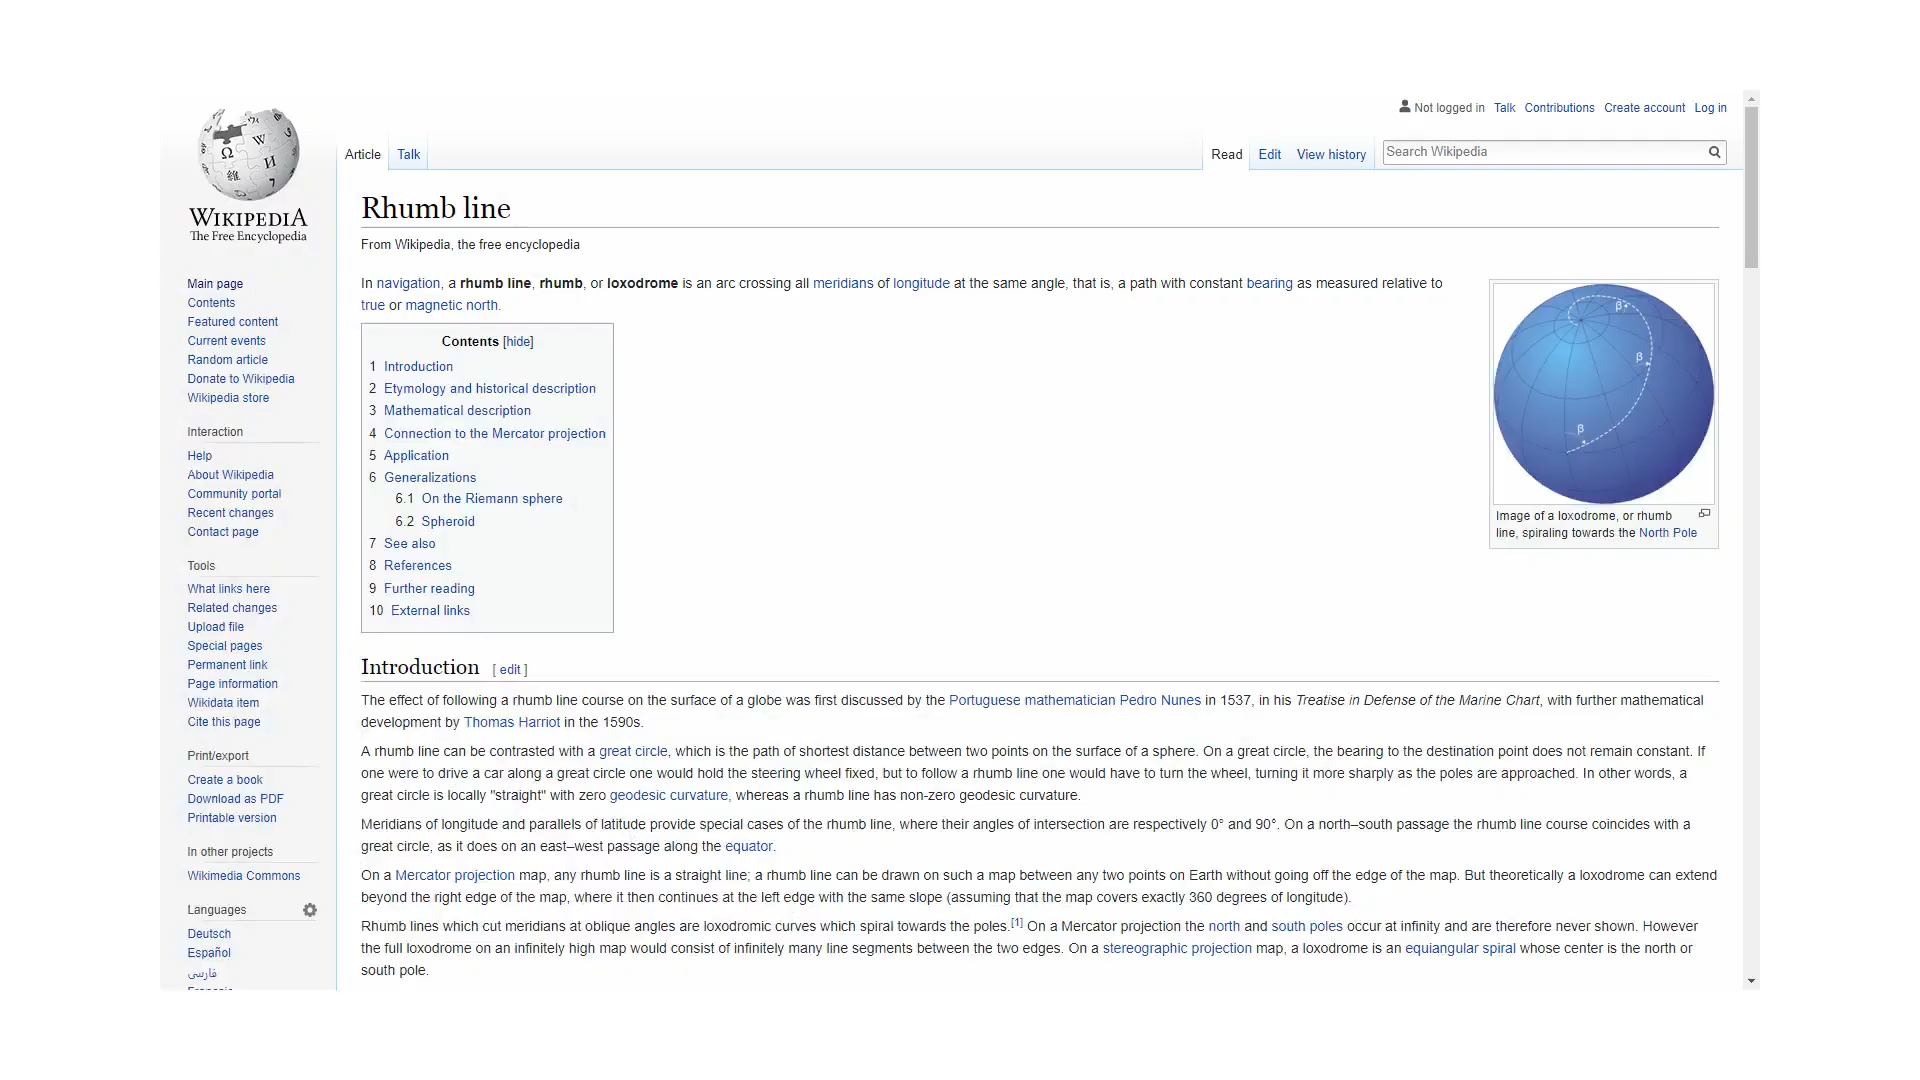 Not logged in Talk Contributions Create account Log in
Article Talk Read Edit View history Search Wikipedia
WIKIPEDIA
The Free Encyclopedia
Main page
Contents
Featured content
Current events
Random article
Donate to Wikipedia
Wikipedia store
Interaction
Help
About Wikipedia
Community portal
Recent changes
Contact page
Tools
What links here
Related changes
Upload file
Special pages
Permanent link
Page information
Wikidata item
Cite this page
Print/export
Create a book
Download as PDF
Printable version
In other projects
Wikimedia Commons
Languages
Deutsch
Español
فارسی
Rhumb line
From Wikipedia, the free encyclopedia
In navigation, a rhumb line, rhumb, or loxodrome is an arc crossing all meridians of longitude at the same angle, that is, a path with constant bearing as measured relative to
true or magnetic north.
Contents [hide]
1 Introduction
2 Etymology and historical description
3 Mathematical description
4 Connection to the Mercator projection
5 Application
6 Generalizations
6.1 On the Riemann sphere
6.2 Spheroid
7 See also
8 References
9 Further reading
10 External links
β
β
β
Image of a loxodrome, or rhumb
line, spiraling towards the North Pole
Introduction [ edit ]
The effect of following a rhumb line course on the surface of a globe was first discussed by the Portuguese mathematician Pedro Nunes in 1537, in his Treatise in Defense of the Marine Chart, with further mathematical
development by Thomas Harriot in the 1590s.
A rhumb line can be contrasted with a great circle, which is the path of shortest distance between two points on the surface of a sphere. On a great circle, the bearing to the destination point does not remain constant. If
one were to drive a car along a great circle one would hold the steering wheel fixed, but to follow a rhumb line one would have to turn the wheel, turning it more sharply as the poles are approached. In other words, a
great circle is locally "straight" with zero geodesic curvature, whereas a rhumb line has non-zero geodesic curvature.
Meridians of longitude and parallels of latitude provide special cases of the rhumb line, where their angles of intersection are respectively 0° and 90°. On a north–south passage the rhumb line course coincides with a
great circle, as it does on an east–west passage along the equator.
On a Mercator projection map, any rhumb line is a straight line; a rhumb line can be drawn on such a map between any two points on Earth without going off the edge of the map. But theoretically a loxodrome can extend
beyond the right edge of the map, where it then continues at the left edge with the same slope (assuming that the map covers exactly 360 degrees of longitude).
Rhumb lines which cut meridians at oblique angles are loxodromic curves which spiral towards the poles.[1] On a Mercator projection the north and south poles occur at infinity and are therefore never shown. However
the full loxodrome on an infinitely high map would consist of infinitely many line segments between the two edges. On a stereographic projection map, a loxodrome is an equiangular spiral whose center is the north or
south pole.